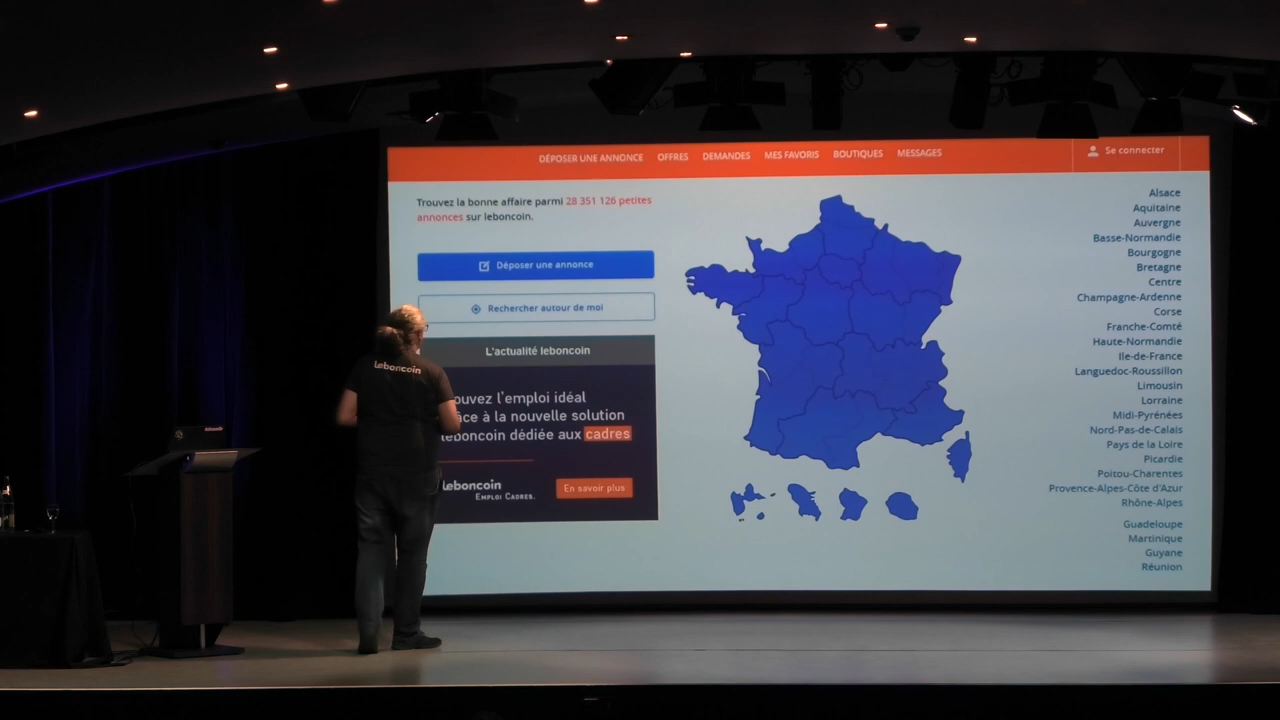 DÉPOSER UNE ANNONCE OFFRES DEMANDES MES FAVORIS BOUTIQUES MESSAGES Se connecter
Trouvez la bonne affaire parmi 28 351 126 petites
annonces sur leboncoin.
Déposer une annonce
Rechercher autour de moi
L'actualité leboncoin
ouvez l'emploi idéal
âce à la nouvelle solution
leboncoin dédiée aux cadres
leboncoin
EMPLOI CADRES.
En savoir plus
leboncoin
Alsace
Aquitaine
Auvergne
Basse-Normandie
Bourgogne
Bretagne
Centre
Champagne-Ardenne
Corse
Franche-Comté
Haute-Normandie
Ile-de-France
Languedoc-Roussillon
Limousin
Lorraine
Midi-Pyrénées
Nord-Pas-de-Calais
Pays de la Loire
Picardie
Poitou-Charentes
Provence-Alpes-Côte d'Azur
Rhône-Alpes
Guadeloupe
Martinique
Guyane
Réunion